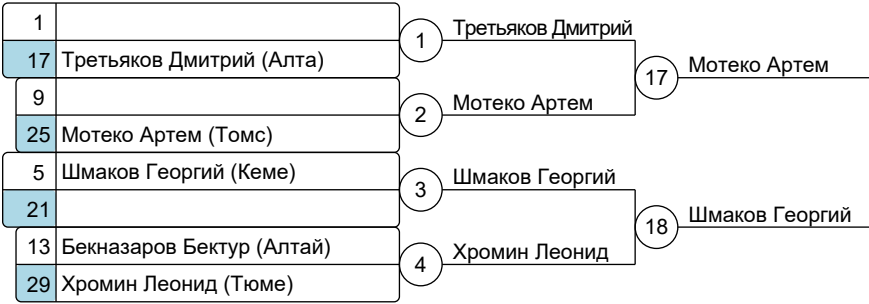 1
17 Третьяков Дмитрий (Алта)
9
25 Мотеко Артем (Томс)
5 Шмаков Георгий (Кеме)
21
13 Бекназаров Бектур (Алтай)
29 Хромин Леонид (Тюме)
1 Третьяков Дмитрий
2 Мотеко Артем
3 Шмаков Георгий
4 Хромин Леонид
17 Мотеко Артем
18 Шмаков Георгий